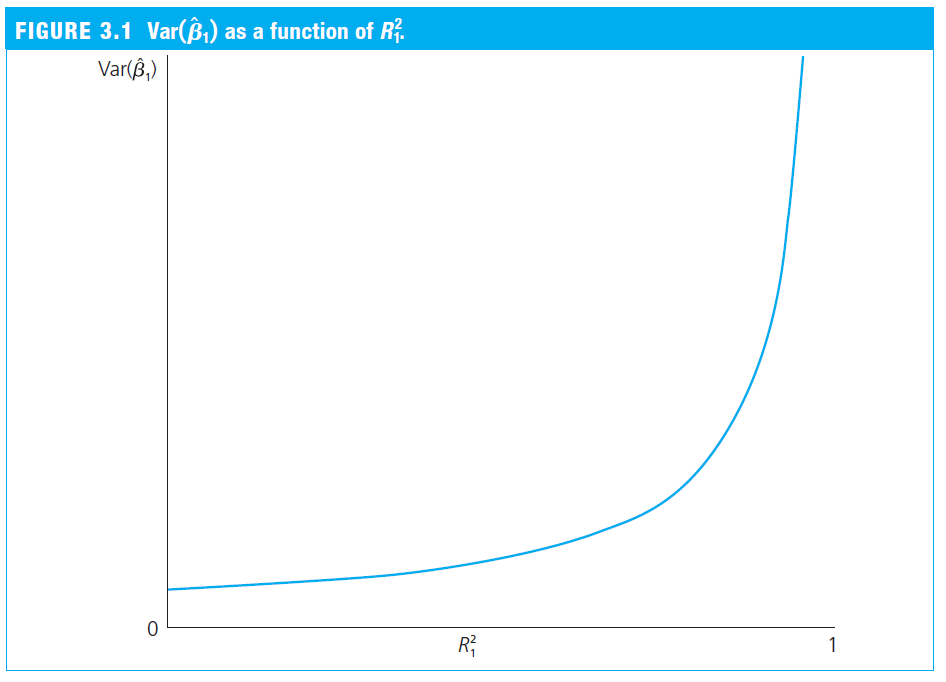 FIGURE 3.1 Var(β̂₁) as a function of R₁².
Var(β̂₁)
0
R₁²
1